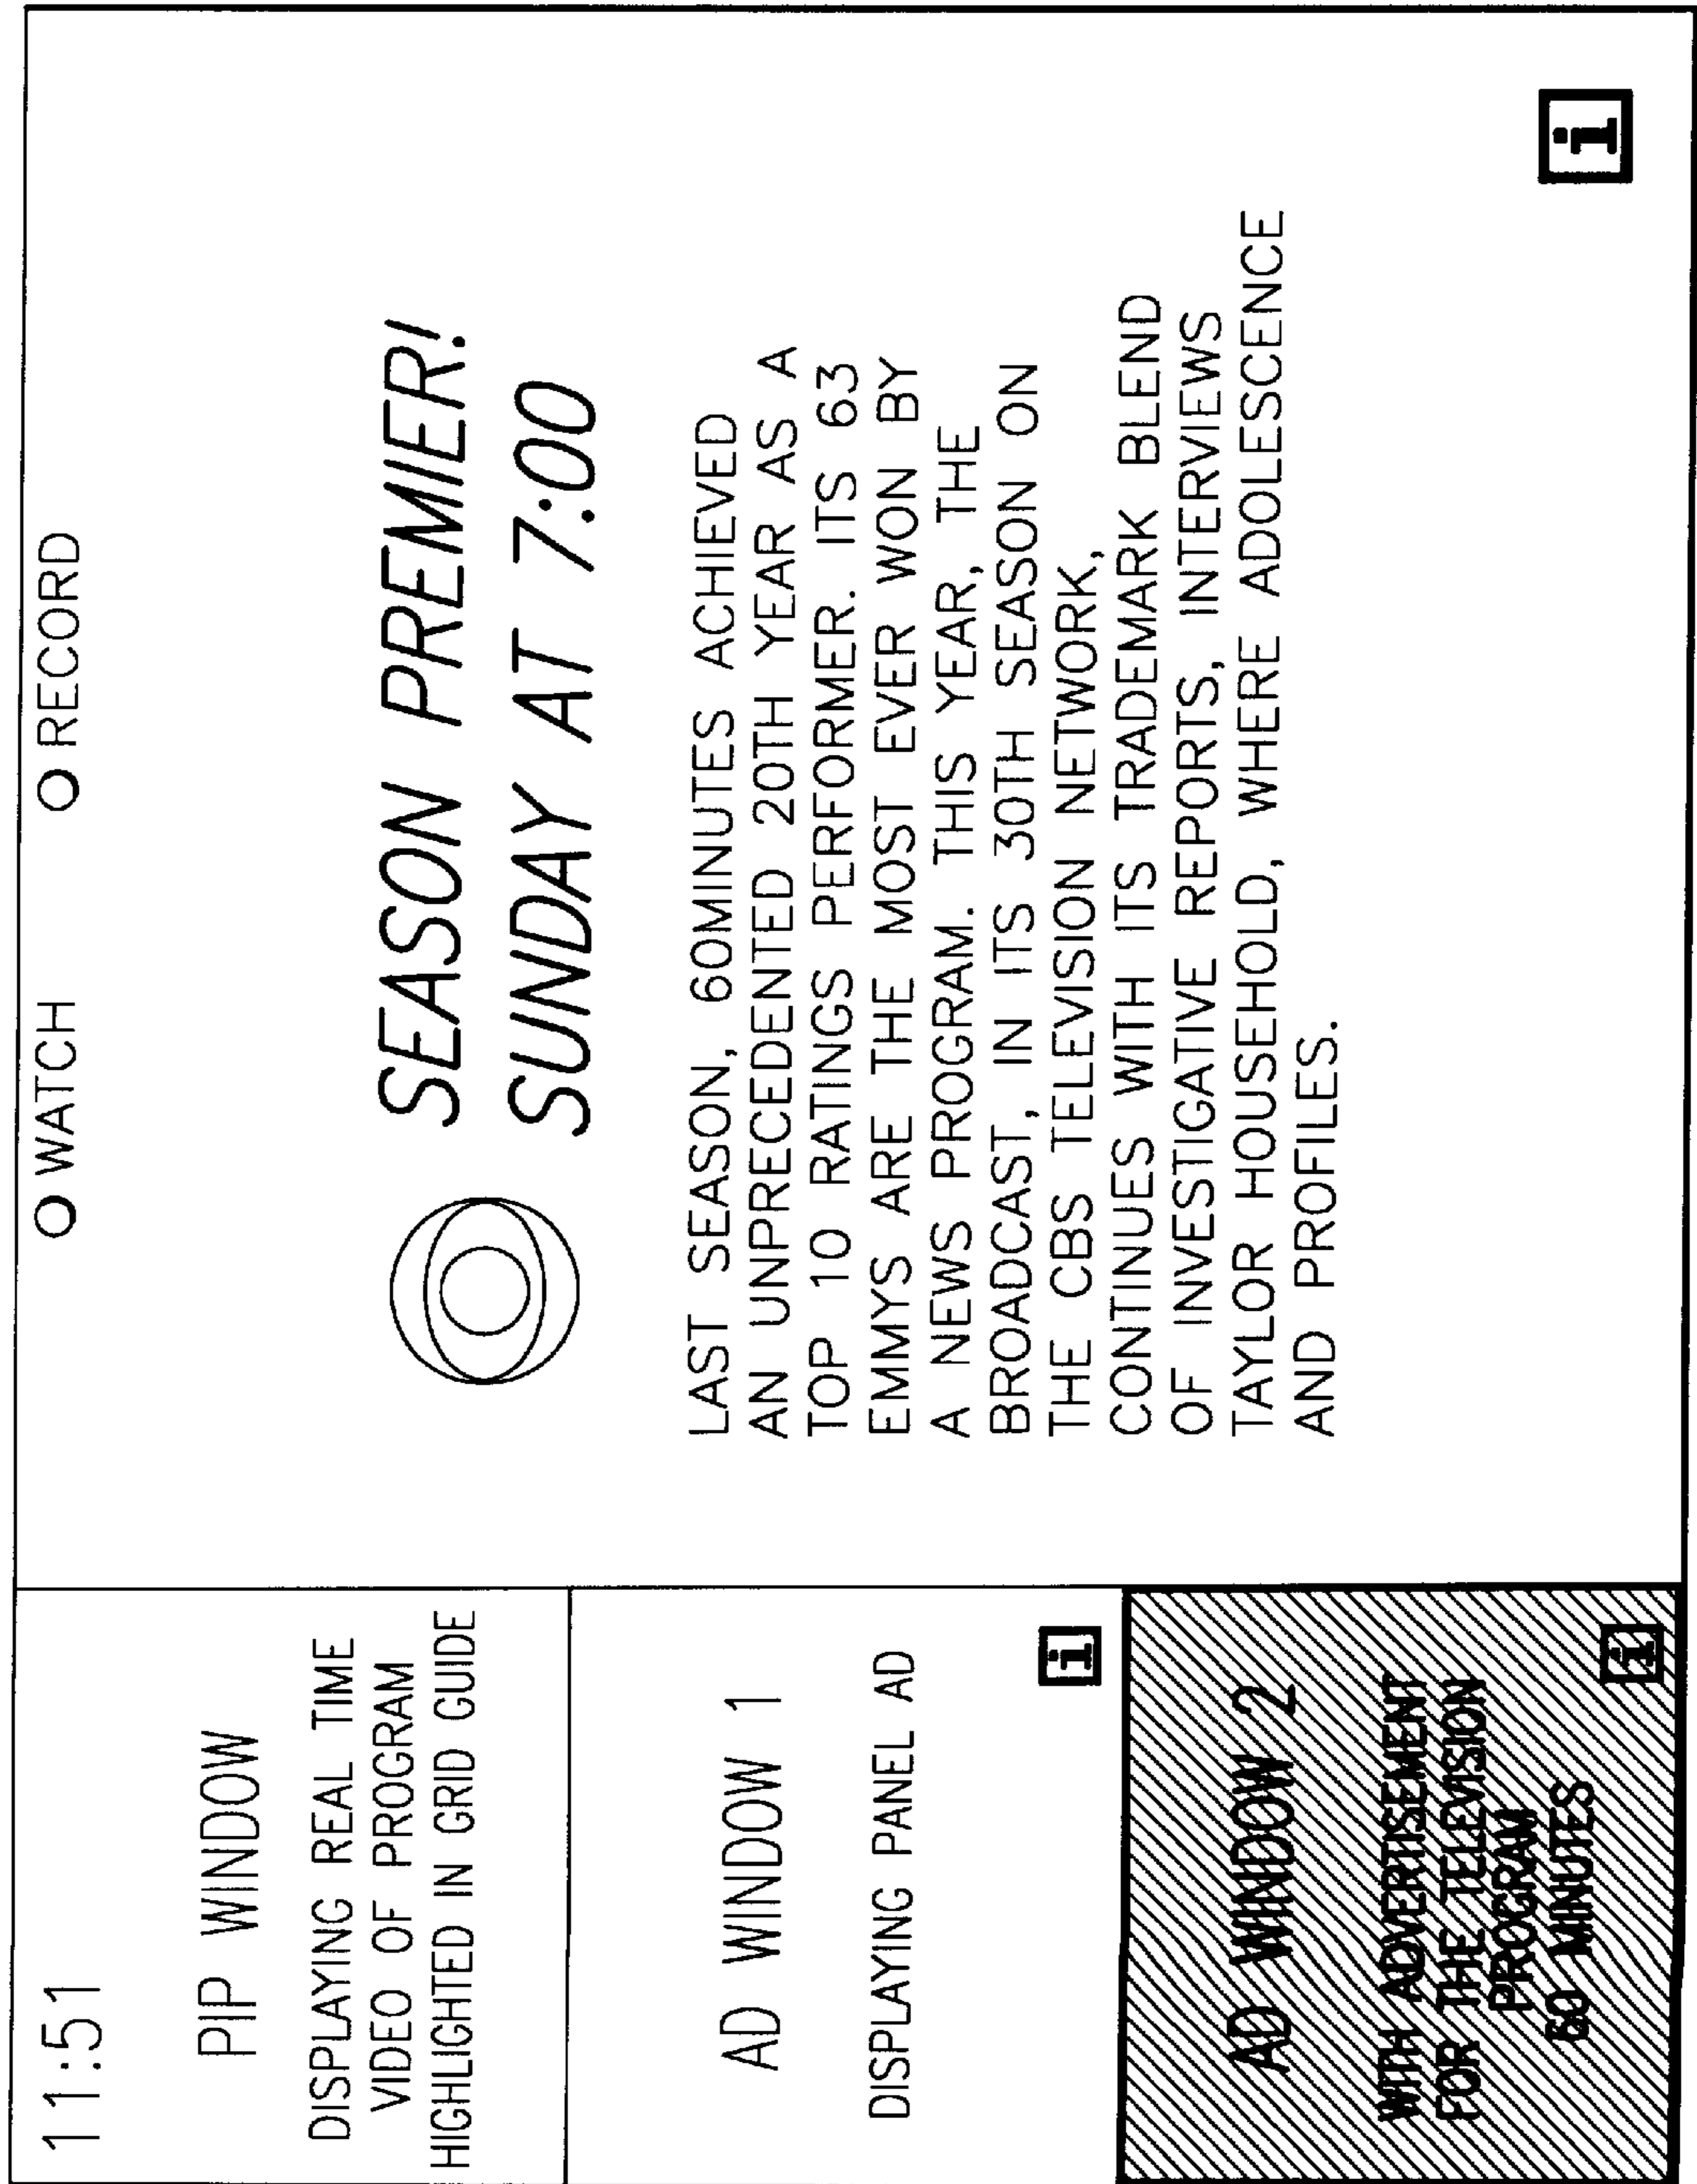 11:51
PIP WINDOW
DISPLAYING REAL TIME
VIDEO OF PROGRAM
HIGHLIGHTED IN GRID GUIDE
AD WINDOW 1
DISPLAYING PANEL AD
i
AD WINDOW 2
WITH ADVERTISEMENT
FOR THE TELEVISION
PROGRAM
60 MINUTES
i
O WATCH O RECORD
SEASON PREMIER!
SUNDAY AT 7:00
LAST SEASON, 60MINUTES ACHIEVED
AN UNPRECEDENTED 20TH YEAR AS A
TOP 10 RATINGS PERFORMER. ITS 63
EMMYS ARE THE MOST EVER WON BY
A NEWS PROGRAM. THIS YEAR, THE
BROADCAST, IN ITS 30TH SEASON ON
THE CBS TELEVISION NETWORK,
CONTINUES WITH ITS TRADEMARK BLEND
OF INVESTIGATIVE REPORTS, INTERVIEWS
TAYLOR HOUSEHOLD, WHERE ADOLESCENCE
AND PROFILES.
i